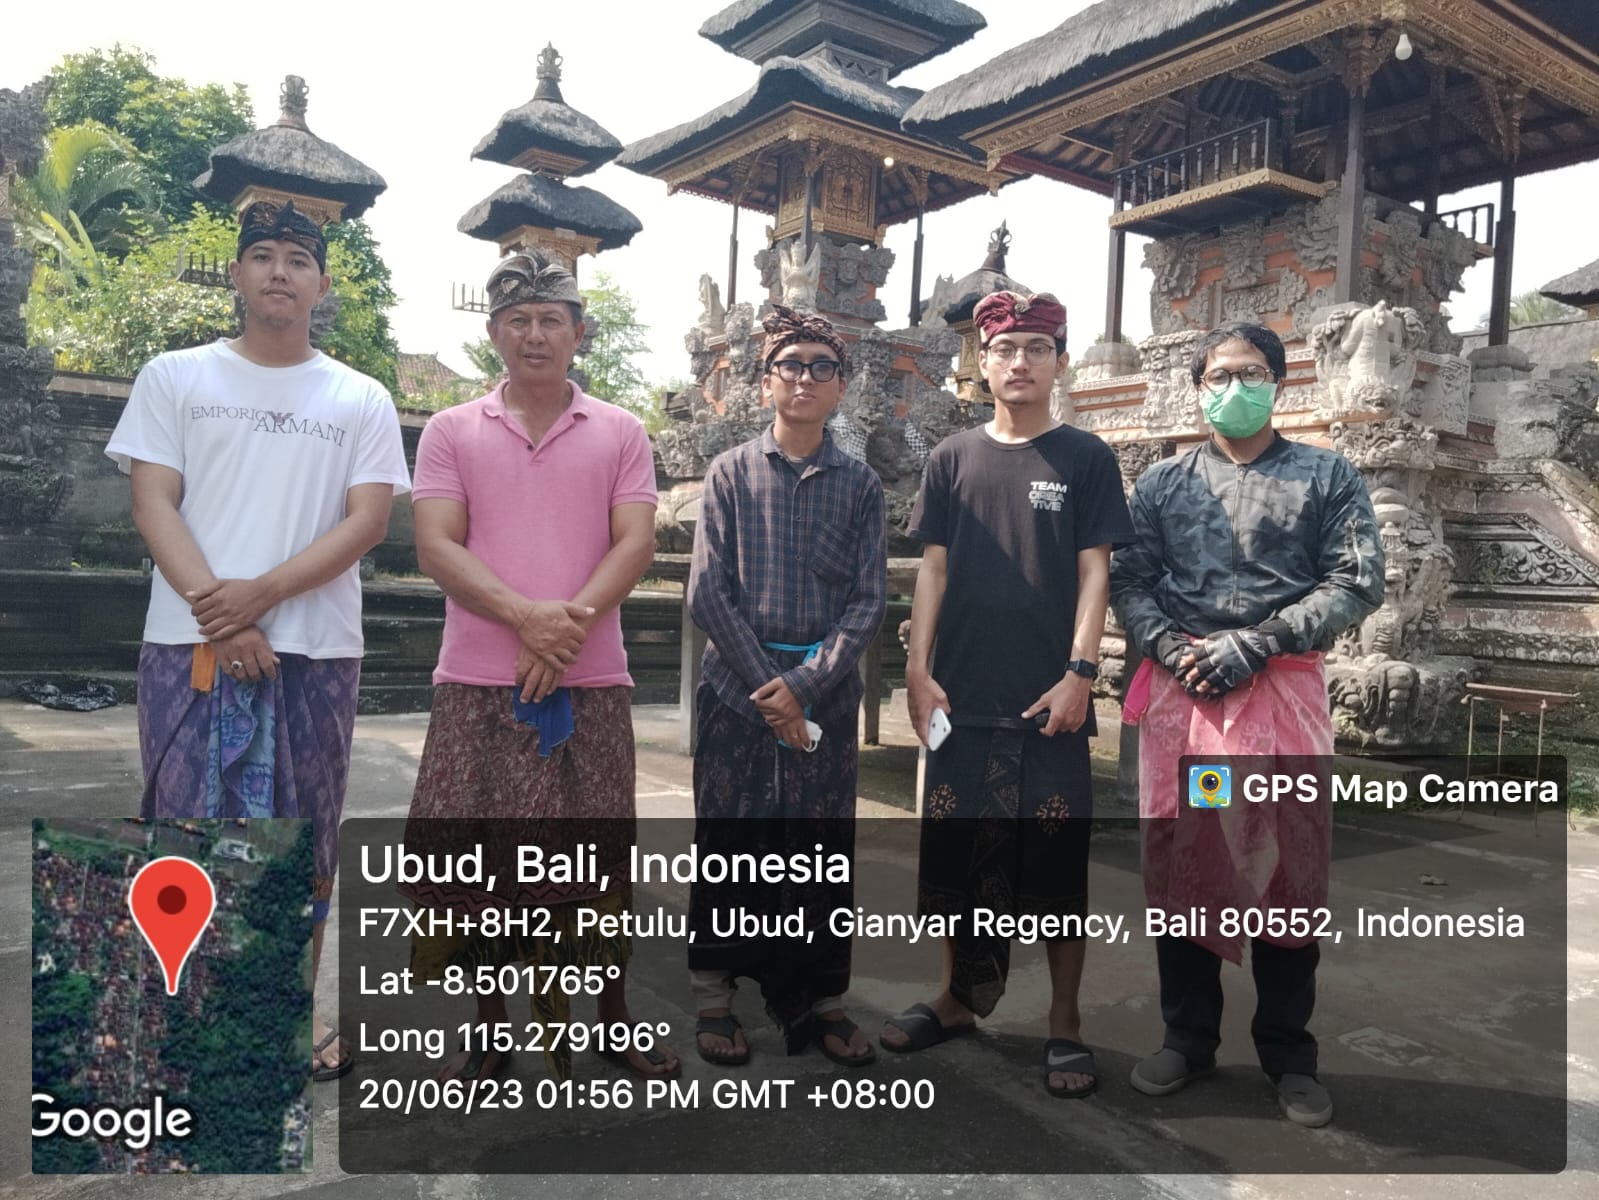 EMPORIO ARMANI
TEAM
CREA
TIVE
GPS Map Camera
Ubud, Bali, Indonesia
F7XH+8H2, Petulu, Ubud, Gianyar Regency, Bali 80552, Indonesia
Lat -8.501765°
Long 115.279196°
20/06/23 01:56 PM GMT +08:00
Google